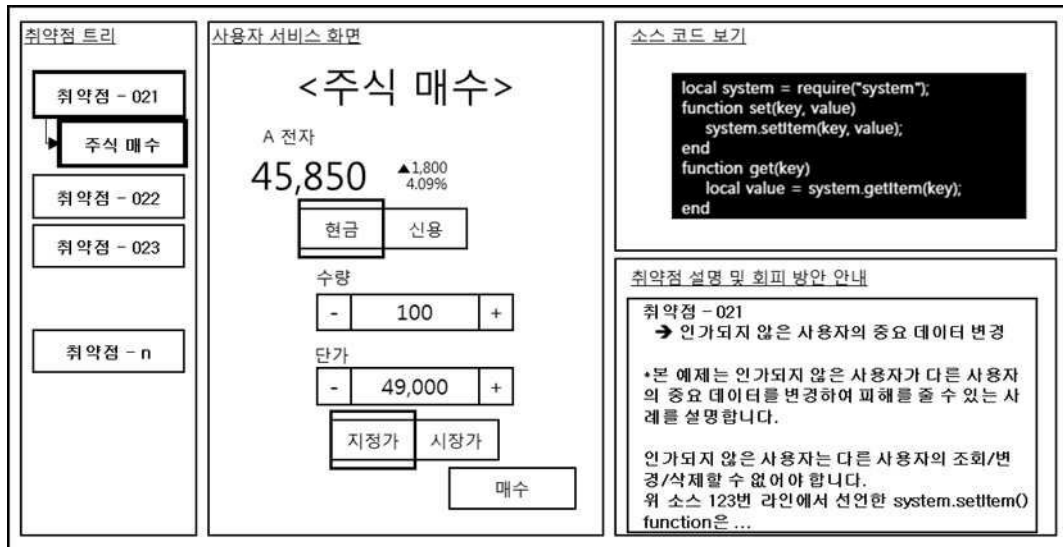 취약점 트리
취약점 - 021
주식 매수
취약점 - 022
취약점 - 023
취약점 - n
사용자 서비스 화면
<주식 매수>
A 전자
45,850 ▲1,800
4.09%
현금 신용
수량
- 100 +
단가
- 49,000 +
지정가 시장가
매수
소스 코드 보기
local system = require("system");
function set(key, value)
system.setItem(key, value);
end
function get(key)
local value = system.getItem(key);
end
취약점 설명 및 회피 방안 안내
취약점 - 021
➔ 인가되지 않은 사용자의 중요 데이터 변경
*본 예제는 인가되지 않은 사용자가 다른 사용자
의 중요 데이터를 변경하여 피해를 줄 수 있는 사
례를 설명합니다.
인가되지 않은 사용자는 다른 사용자의 조회/변
경/삭제할 수 없어야 합니다.
위 소스 123번 라인에서 선언한 system.setItem()
function은 ...